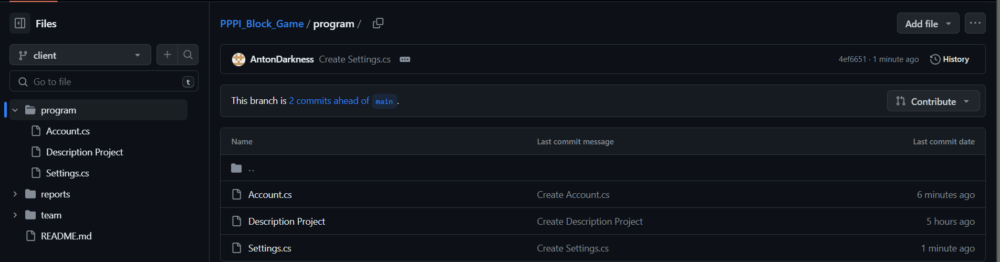 Files
client
Go to file
t
program
Account.cs
Description Project
Settings.cs
reports
team
README.md
PPPI_Block_Game / program /
Add file
AntonDarkness Create Settings.cs
4ef6651 · 1 minute ago
History
This branch is 2 commits ahead of main.
Contribute
Name Last commit message Last commit date
..
Account.cs Create Account.cs 6 minutes ago
Description Project Create Description Project 5 hours ago
Settings.cs Create Settings.cs 1 minute ago